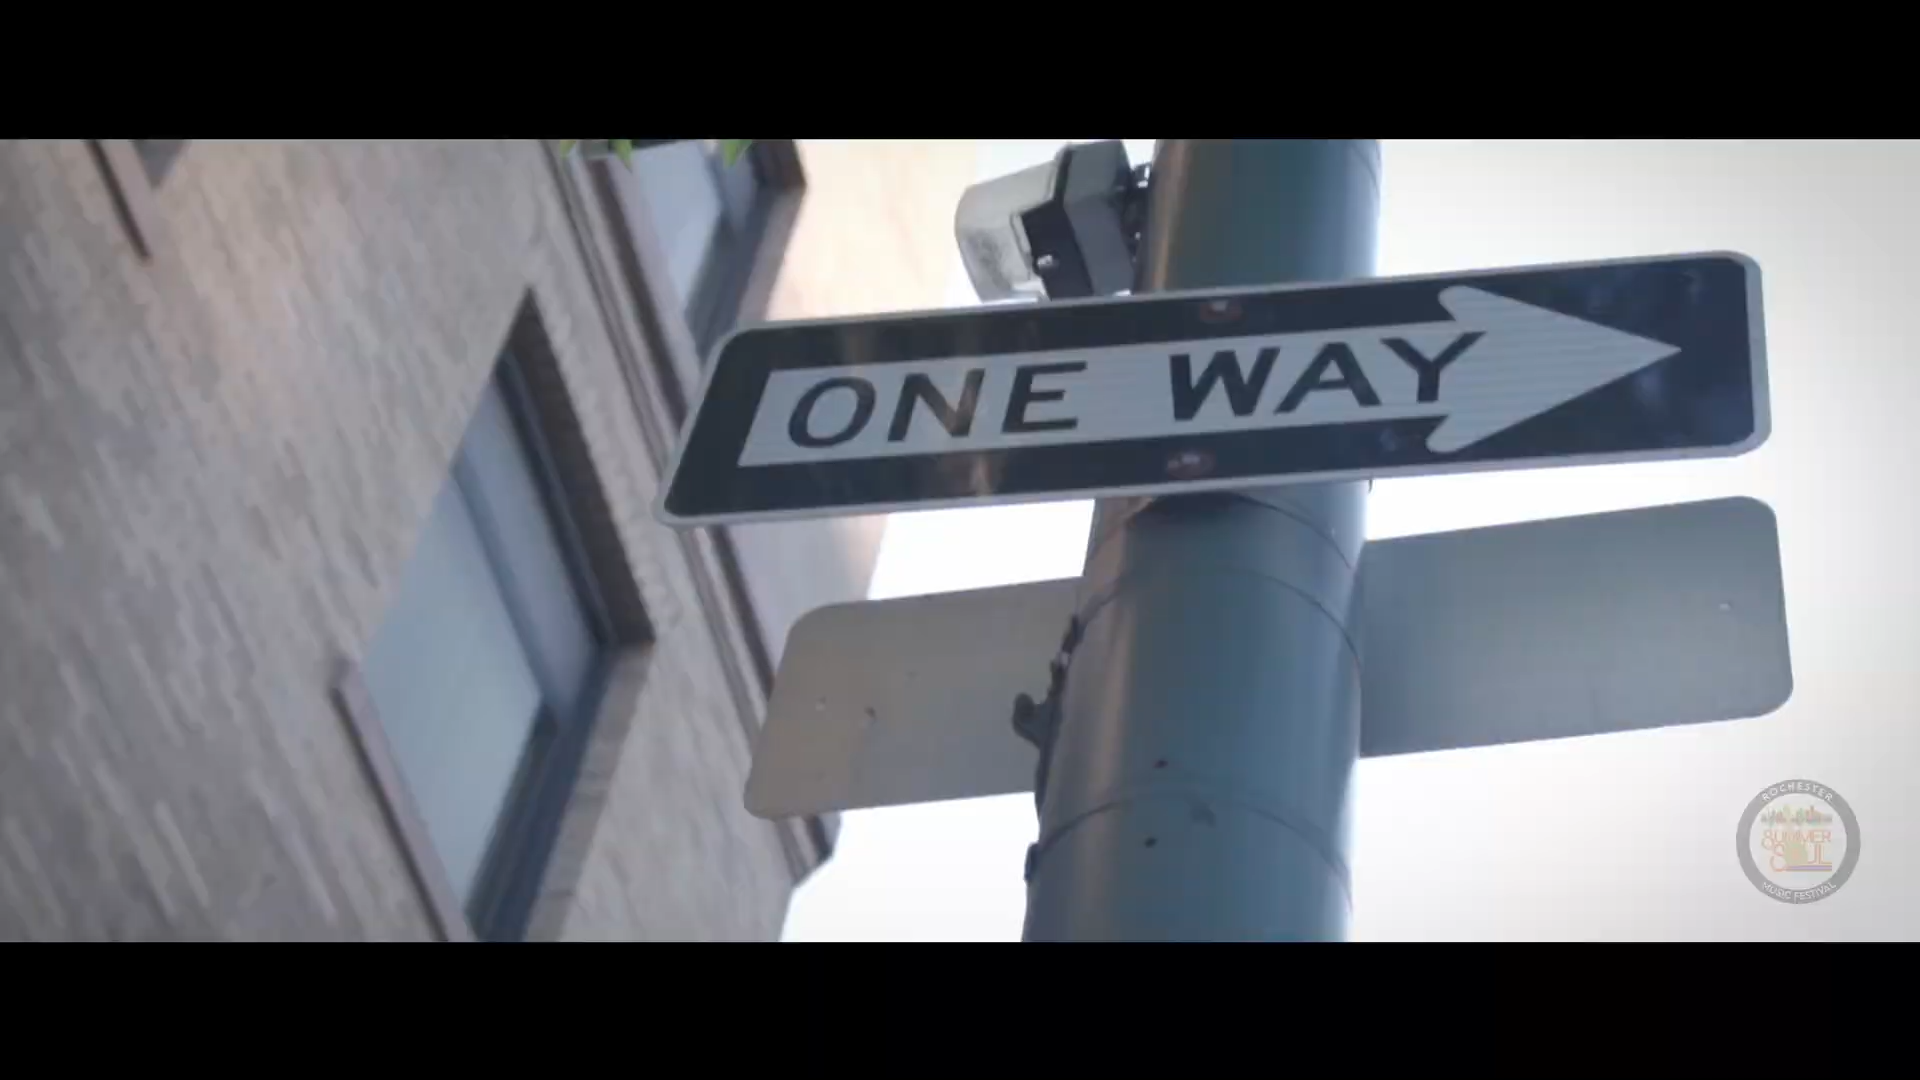 ONE WAY
ROCHESTER
SUMMER
SOUL
MUSIC FESTIVAL